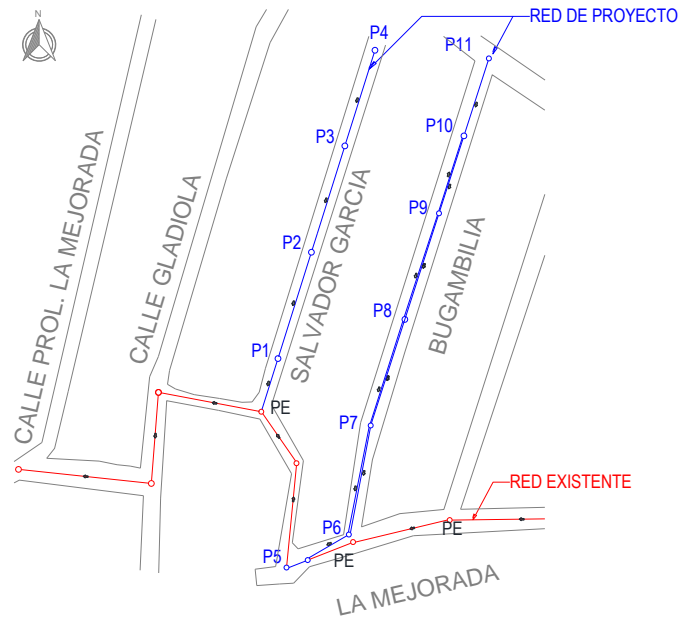 N
RED DE PROYECTO
P4
P11
P10
P3
CALLE PROL. LA MEJORADA
CALLE GLADIOLA
SALVADOR GARCIA
P9
BUGAMBILIA
P2
P8
P1
PE
P7
RED EXISTENTE
P6
PE
P5
PE
LA MEJORADA